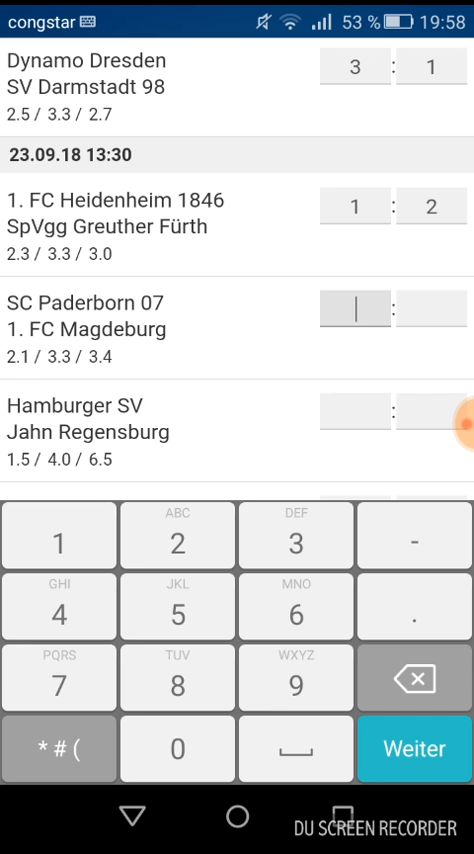 congstar 53 % 19:58
Dynamo Dresden 3 : 1
SV Darmstadt 98
2.5 / 3.3 / 2.7
23.09.18 13:30
1. FC Heidenheim 1846 1 : 2
SpVgg Greuther Fürth
2.3 / 3.3 / 3.0
SC Paderborn 07 :
1. FC Magdeburg
2.1 / 3.3 / 3.4
Hamburger SV :
Jahn Regensburg
1.5 / 4.0 / 6.5
ABC DEF
1 2 3 -
GHI JKL MNO
4 5 6 .
PQRS TUV WXYZ
7 8 9
* # ( 0 Weiter
DU SCREEN RECORDER